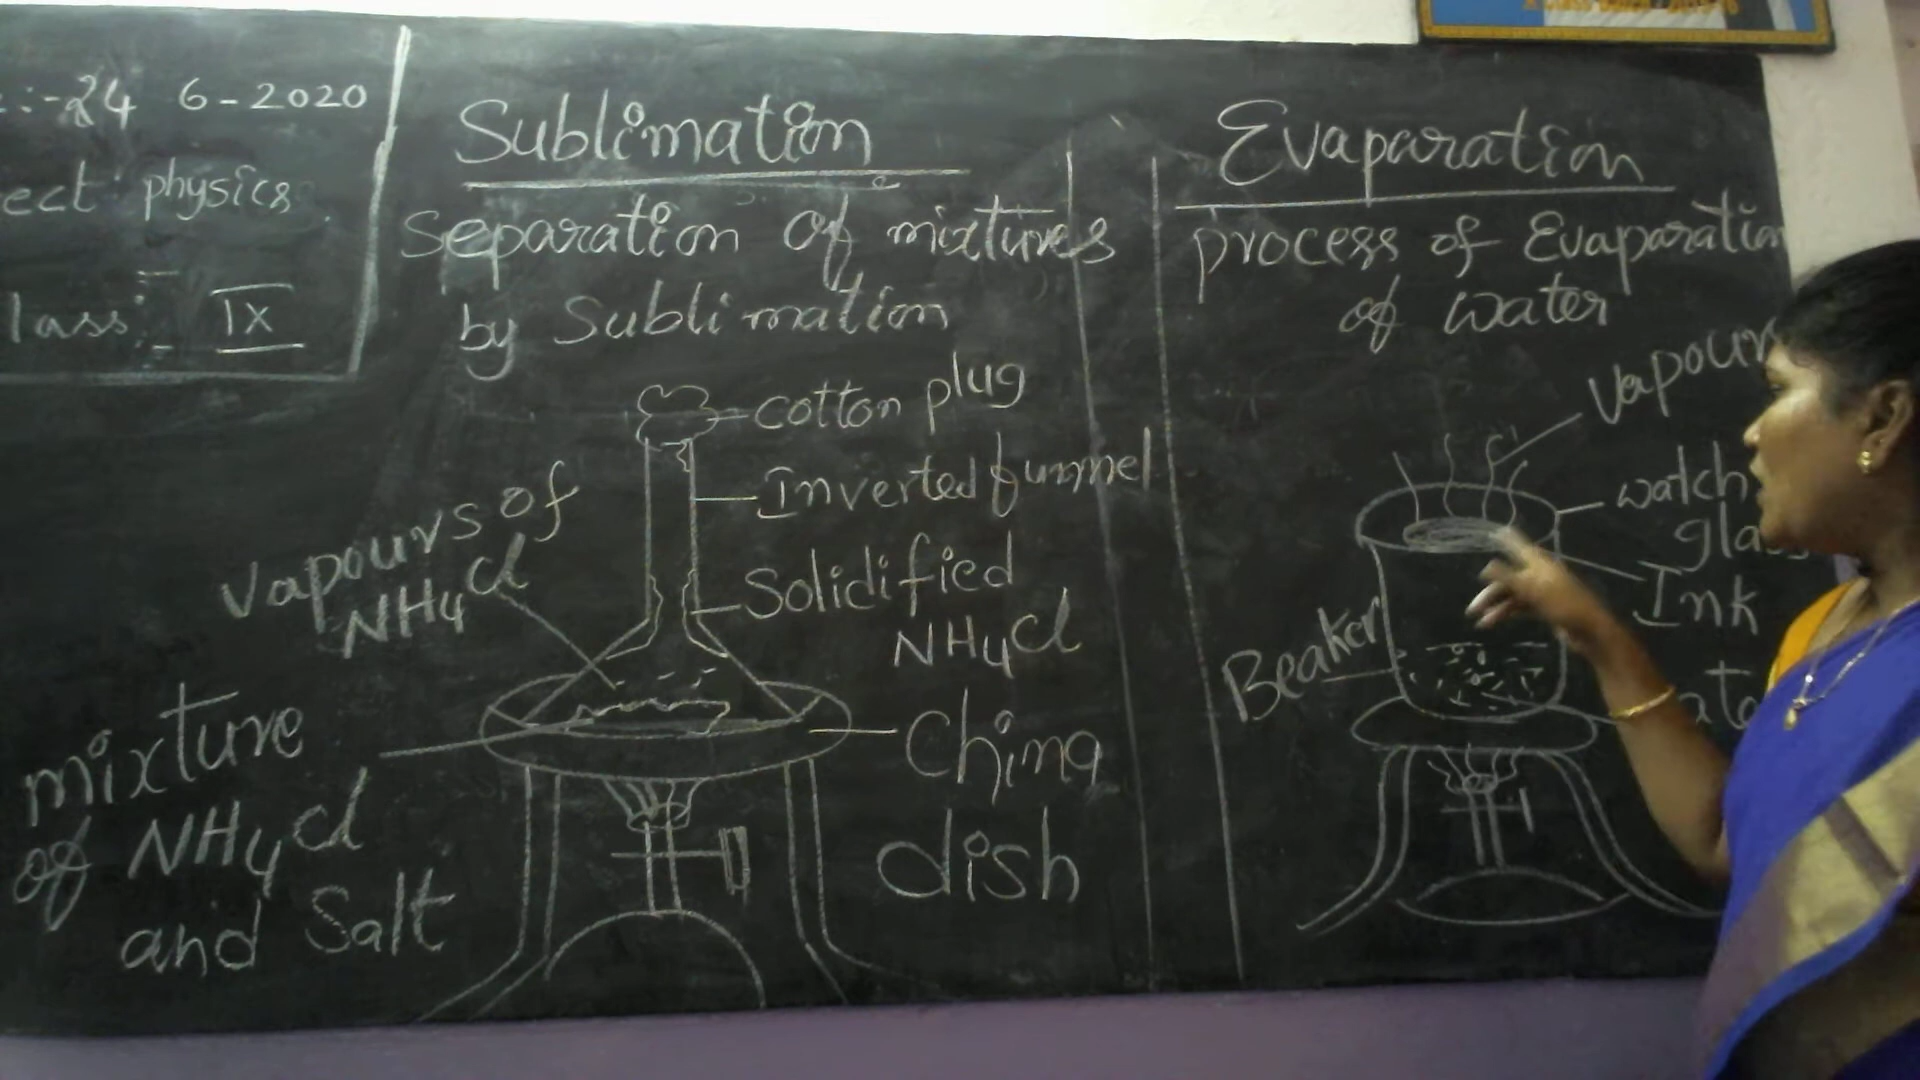 :-24 6-2020
ect: physics
lass: IX
Sublimation
Separation of mixtures
by Sublimation
cotton plug
Inverted funnel
Vapours of
NH4Cl
Solidified
NH4Cl
mixture
of NH4Cl
and Salt
China
dish
Evaparation
process of Evaparation
of water
Vapour
watch
gla
Ink
Beaker
ate